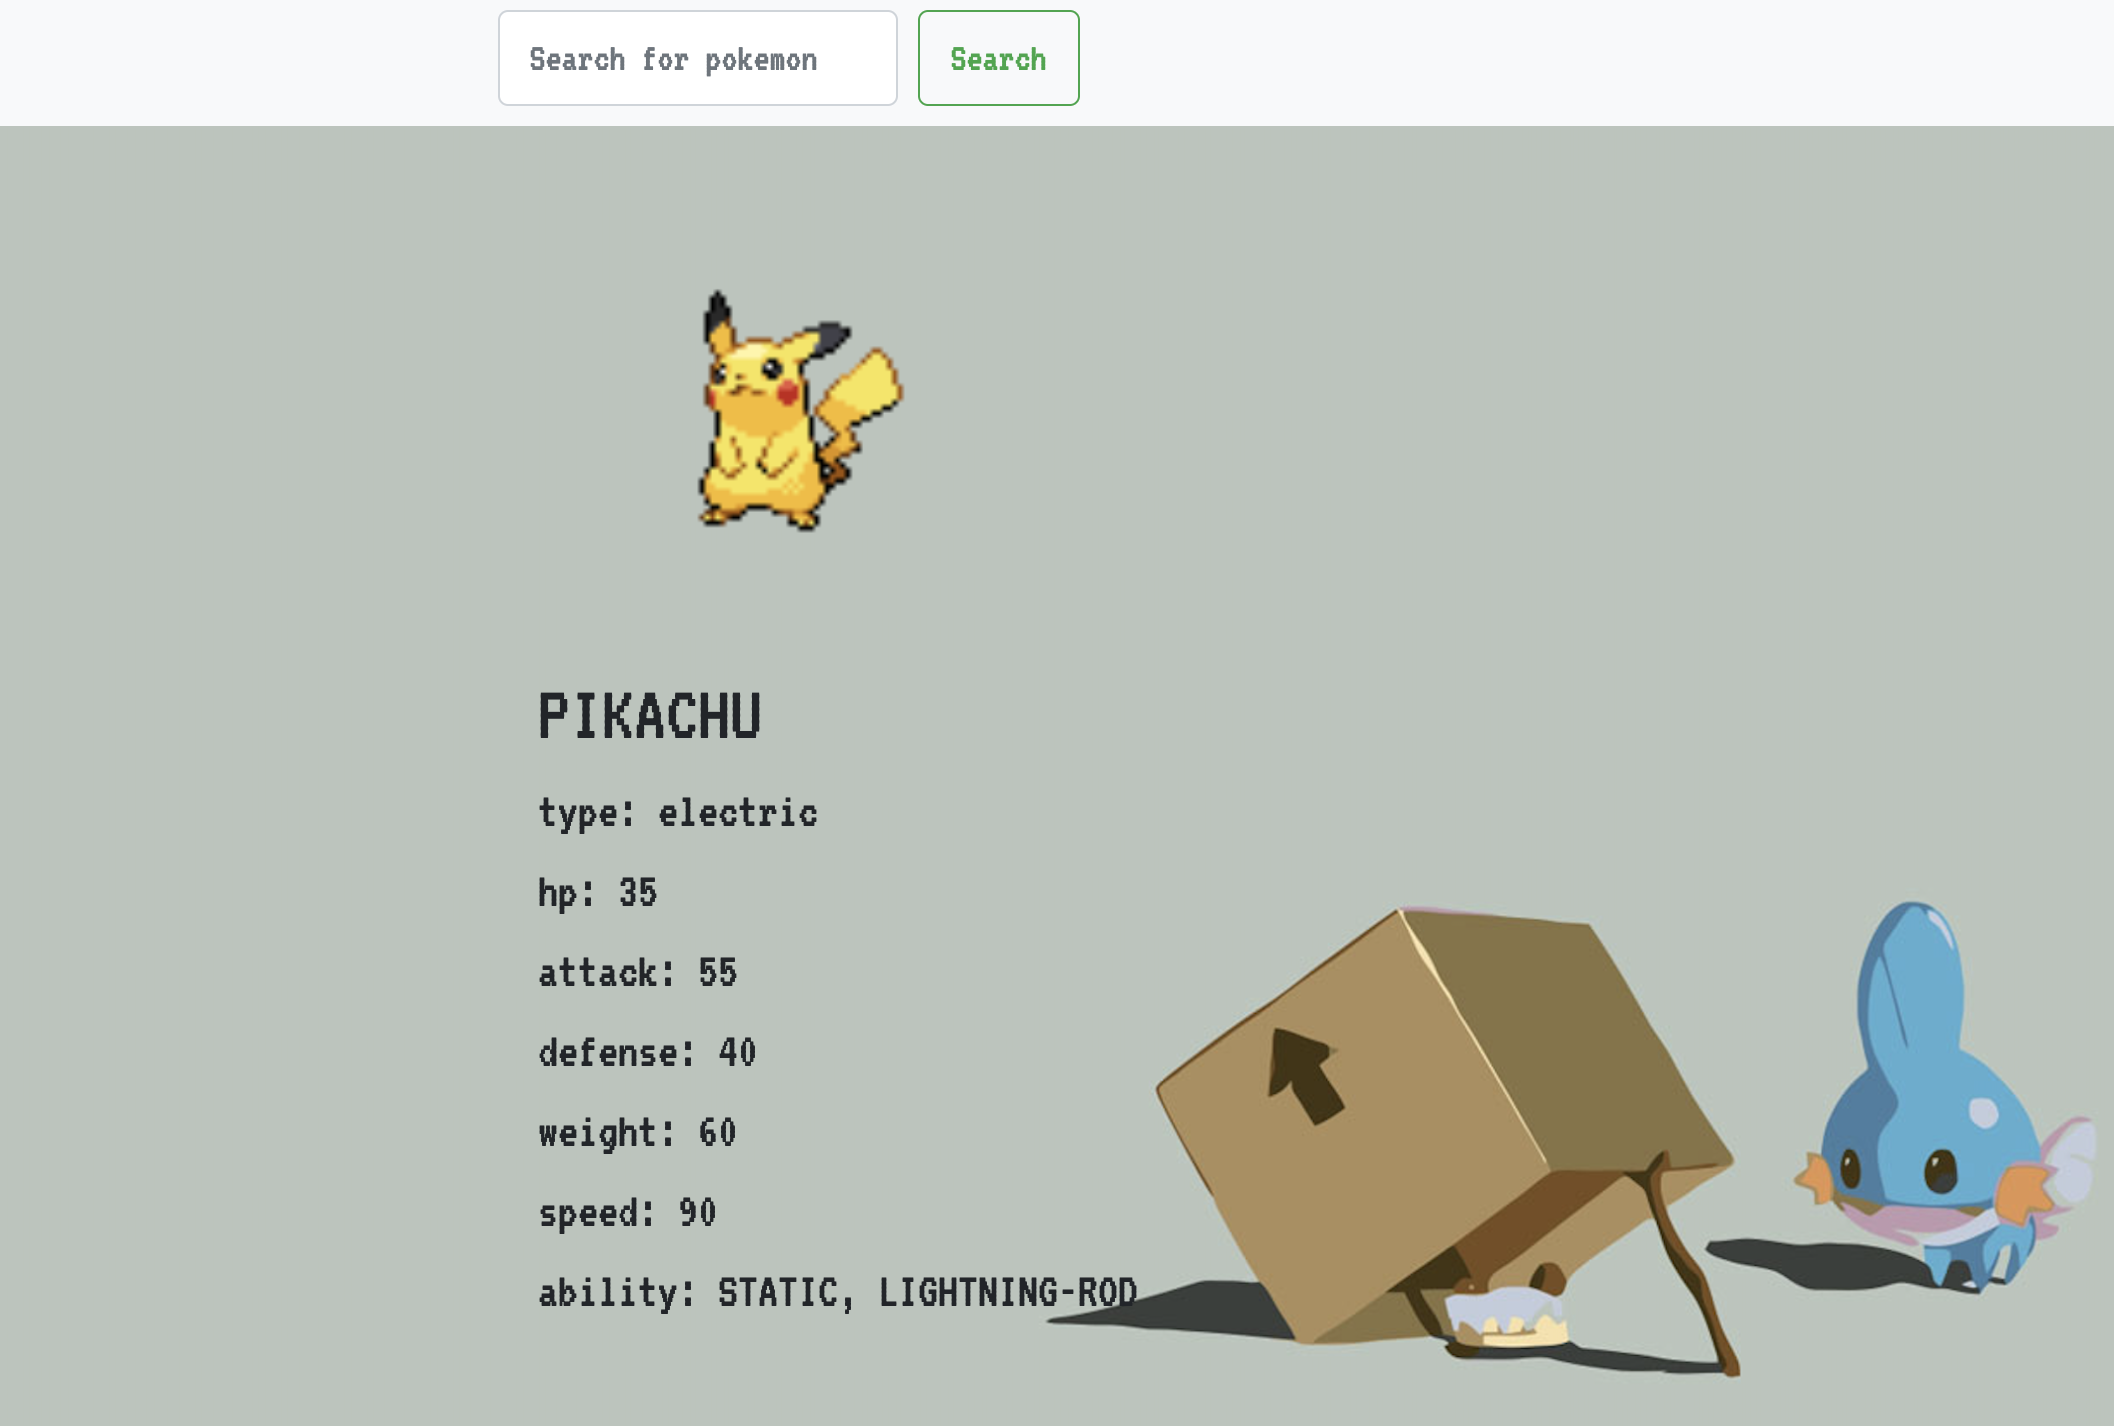 Search for pokemon
Search
PIKACHU
type: electric
hp: 35
attack: 55
defense: 40
weight: 60
speed: 90
ability: STATIC, LIGHTNING-ROD